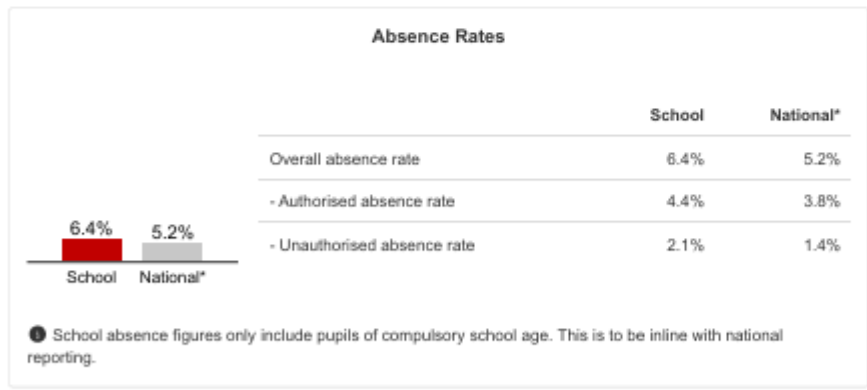 Absence Rates
School National*
Overall absence rate 6.4% 5.2%
- Authorised absence rate 4.4% 3.8%
- Unauthorised absence rate 2.1% 1.4%
6.4% 5.2%
School National*
School absence figures only include pupils of compulsory school age. This is to be inline with national
reporting.